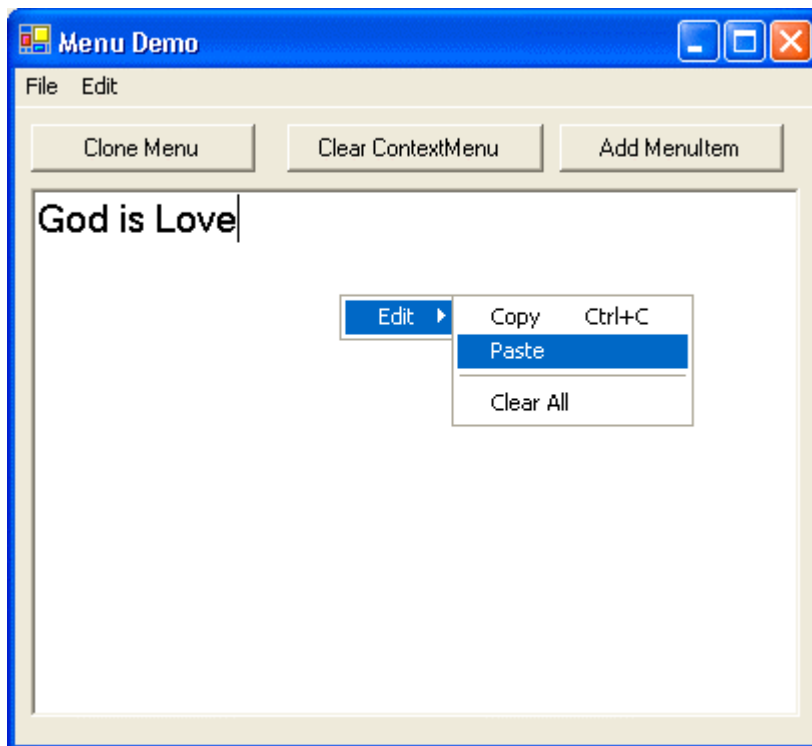 Menu Demo
File Edit
Clone Menu Clear ContextMenu Add MenuItem
God is Love
Edit Copy Ctrl+C
Paste
Clear All